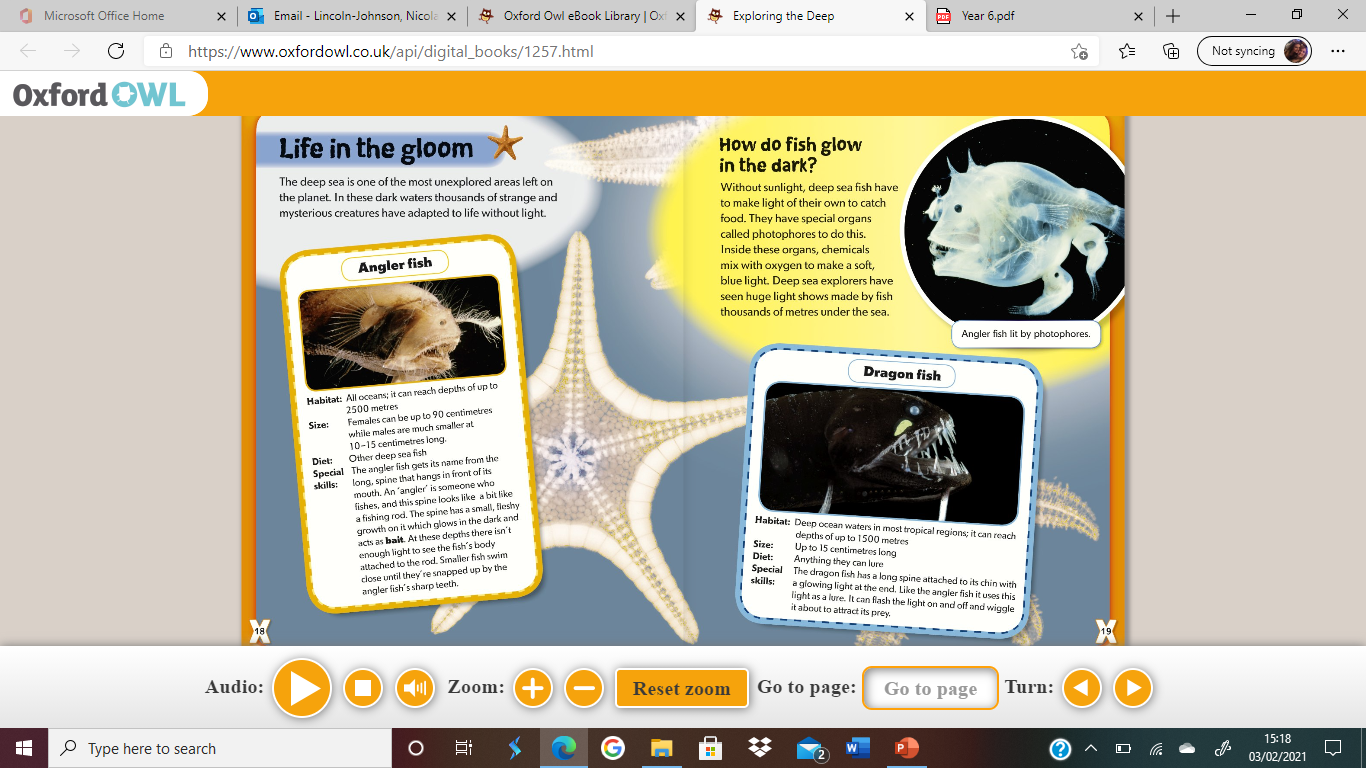 Microsoft Office Home
Email - Lincoln-Johnson, Nicola
Oxford Owl eBook Library | Ox
Exploring the Deep
Year 6.pdf
https://www.oxfordowl.co.uk/api/digital_books/1257.html
Not syncing
Oxford OWL
Life in the gloom
The deep sea is one of the most unexplored areas left on
the planet. In these dark waters thousands of strange and
mysterious creatures have adapted to life without light.
Angler fish
Habitat: All oceans; it can reach depths of up to
2500 metres
Size: Females can be up to 90 centimetres
while males are much smaller at
10–15 centimetres long.
Diet: Other deep sea fish
Special skills: The angler fish gets its name from the
long, spine that hangs in front of its
mouth. An 'angler' is someone who
fishes, and this spine looks like a bit like
a fishing rod. The spine has a small, fleshy
growth on it which glows in the dark and
acts as bait. At these depths there isn't
enough light to see the fish's body
attached to the rod. Smaller fish swim
close until they're snapped up by the
angler fish's sharp teeth.
18
How do fish glow
in the dark?
Without sunlight, deep sea fish have
to make light of their own to catch
food. They have special organs
called photophores to do this.
Inside these organs, chemicals
mix with oxygen to make a soft,
blue light. Deep sea explorers have
seen huge light shows made by fish
thousands of metres under the sea.
Angler fish lit by photophores.
Dragon fish
Habitat: Deep ocean waters in most tropical regions; it can reach
depths of up to 1500 metres
Size: Up to 15 centimetres long
Diet: Anything they can lure
Special skills: The dragon fish has a long spine attached to its chin with
a glowing light at the end. Like the angler fish it uses this
light as a lure. It can flash the light on and off and wiggle
it about to attract its prey.
19
Audio:
Zoom:
Reset zoom
Go to page:
Go to page
Turn:
Type here to search
2
15:18
03/02/2021